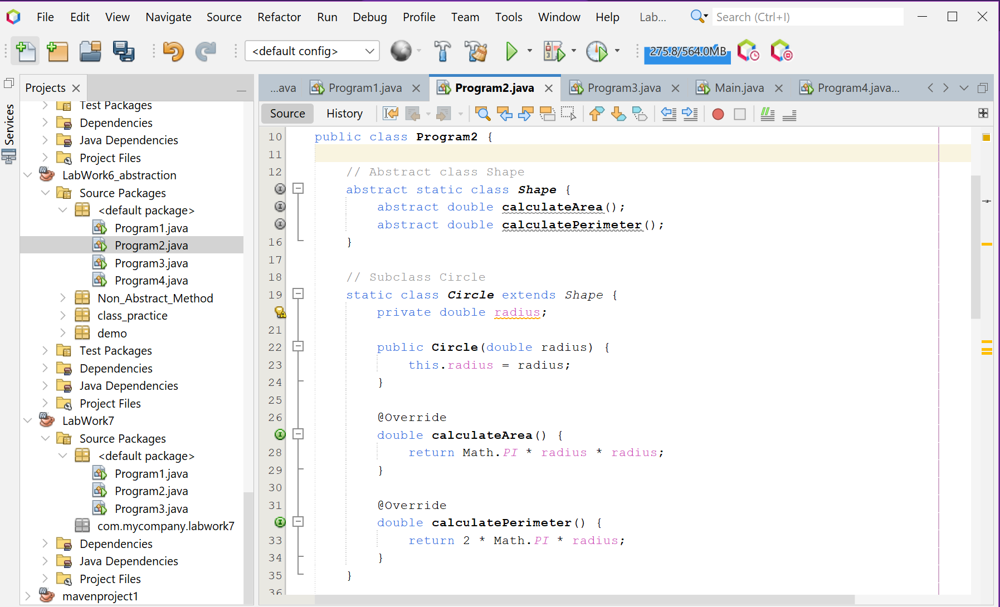 File Edit View Navigate Source Refactor Run Debug Profile Team Tools Window Help Lab... Search (Ctrl+I)
<default config> 275.8/564.0MB
Services
Projects
Test Packages
Dependencies
Java Dependencies
Project Files
LabWork6_abstraction
Source Packages
<default package>
Program1.java
Program2.java
Program3.java
Program4.java
Non_Abstract_Method
class_practice
demo
Test Packages
Dependencies
Java Dependencies
Project Files
LabWork7
Source Packages
<default package>
Program1.java
Program2.java
Program3.java
com.mycompany.labwork7
Dependencies
Java Dependencies
Project Files
mavenproject1
...ava Program1.java Program2.java Program3.java Main.java Program4.java...
Source History
10 public class Program2 {
11
12 // Abstract class Shape
abstract static class Shape {
abstract double calculateArea();
abstract double calculatePerimeter();
16 }
17
18 // Subclass Circle
19 static class Circle extends Shape {
private double radius;
21
22 public Circle(double radius) {
23 this.radius = radius;
24 }
25
26 @Override
double calculateArea() {
28 return Math.PI * radius * radius;
29 }
30
31 @Override
double calculatePerimeter() {
33 return 2 * Math.PI * radius;
34 }
35 }
36